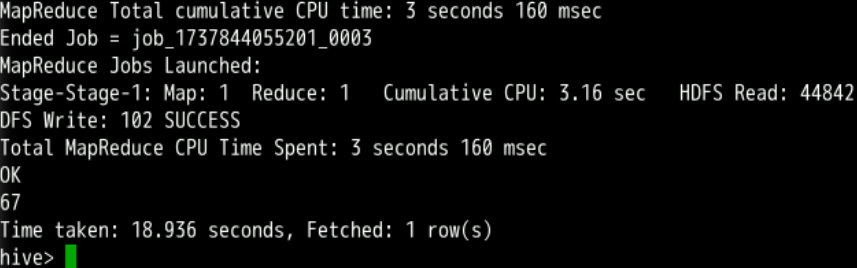 MapReduce Total cumulative CPU time: 3 seconds 160 msec
Ended Job = job_1737844055201_0003
MapReduce Jobs Launched:
Stage-Stage-1: Map: 1  Reduce: 1   Cumulative CPU: 3.16 sec   HDFS Read: 44842
DFS Write: 102 SUCCESS
Total MapReduce CPU Time Spent: 3 seconds 160 msec
OK
67
Time taken: 18.936 seconds, Fetched: 1 row(s)
hive>